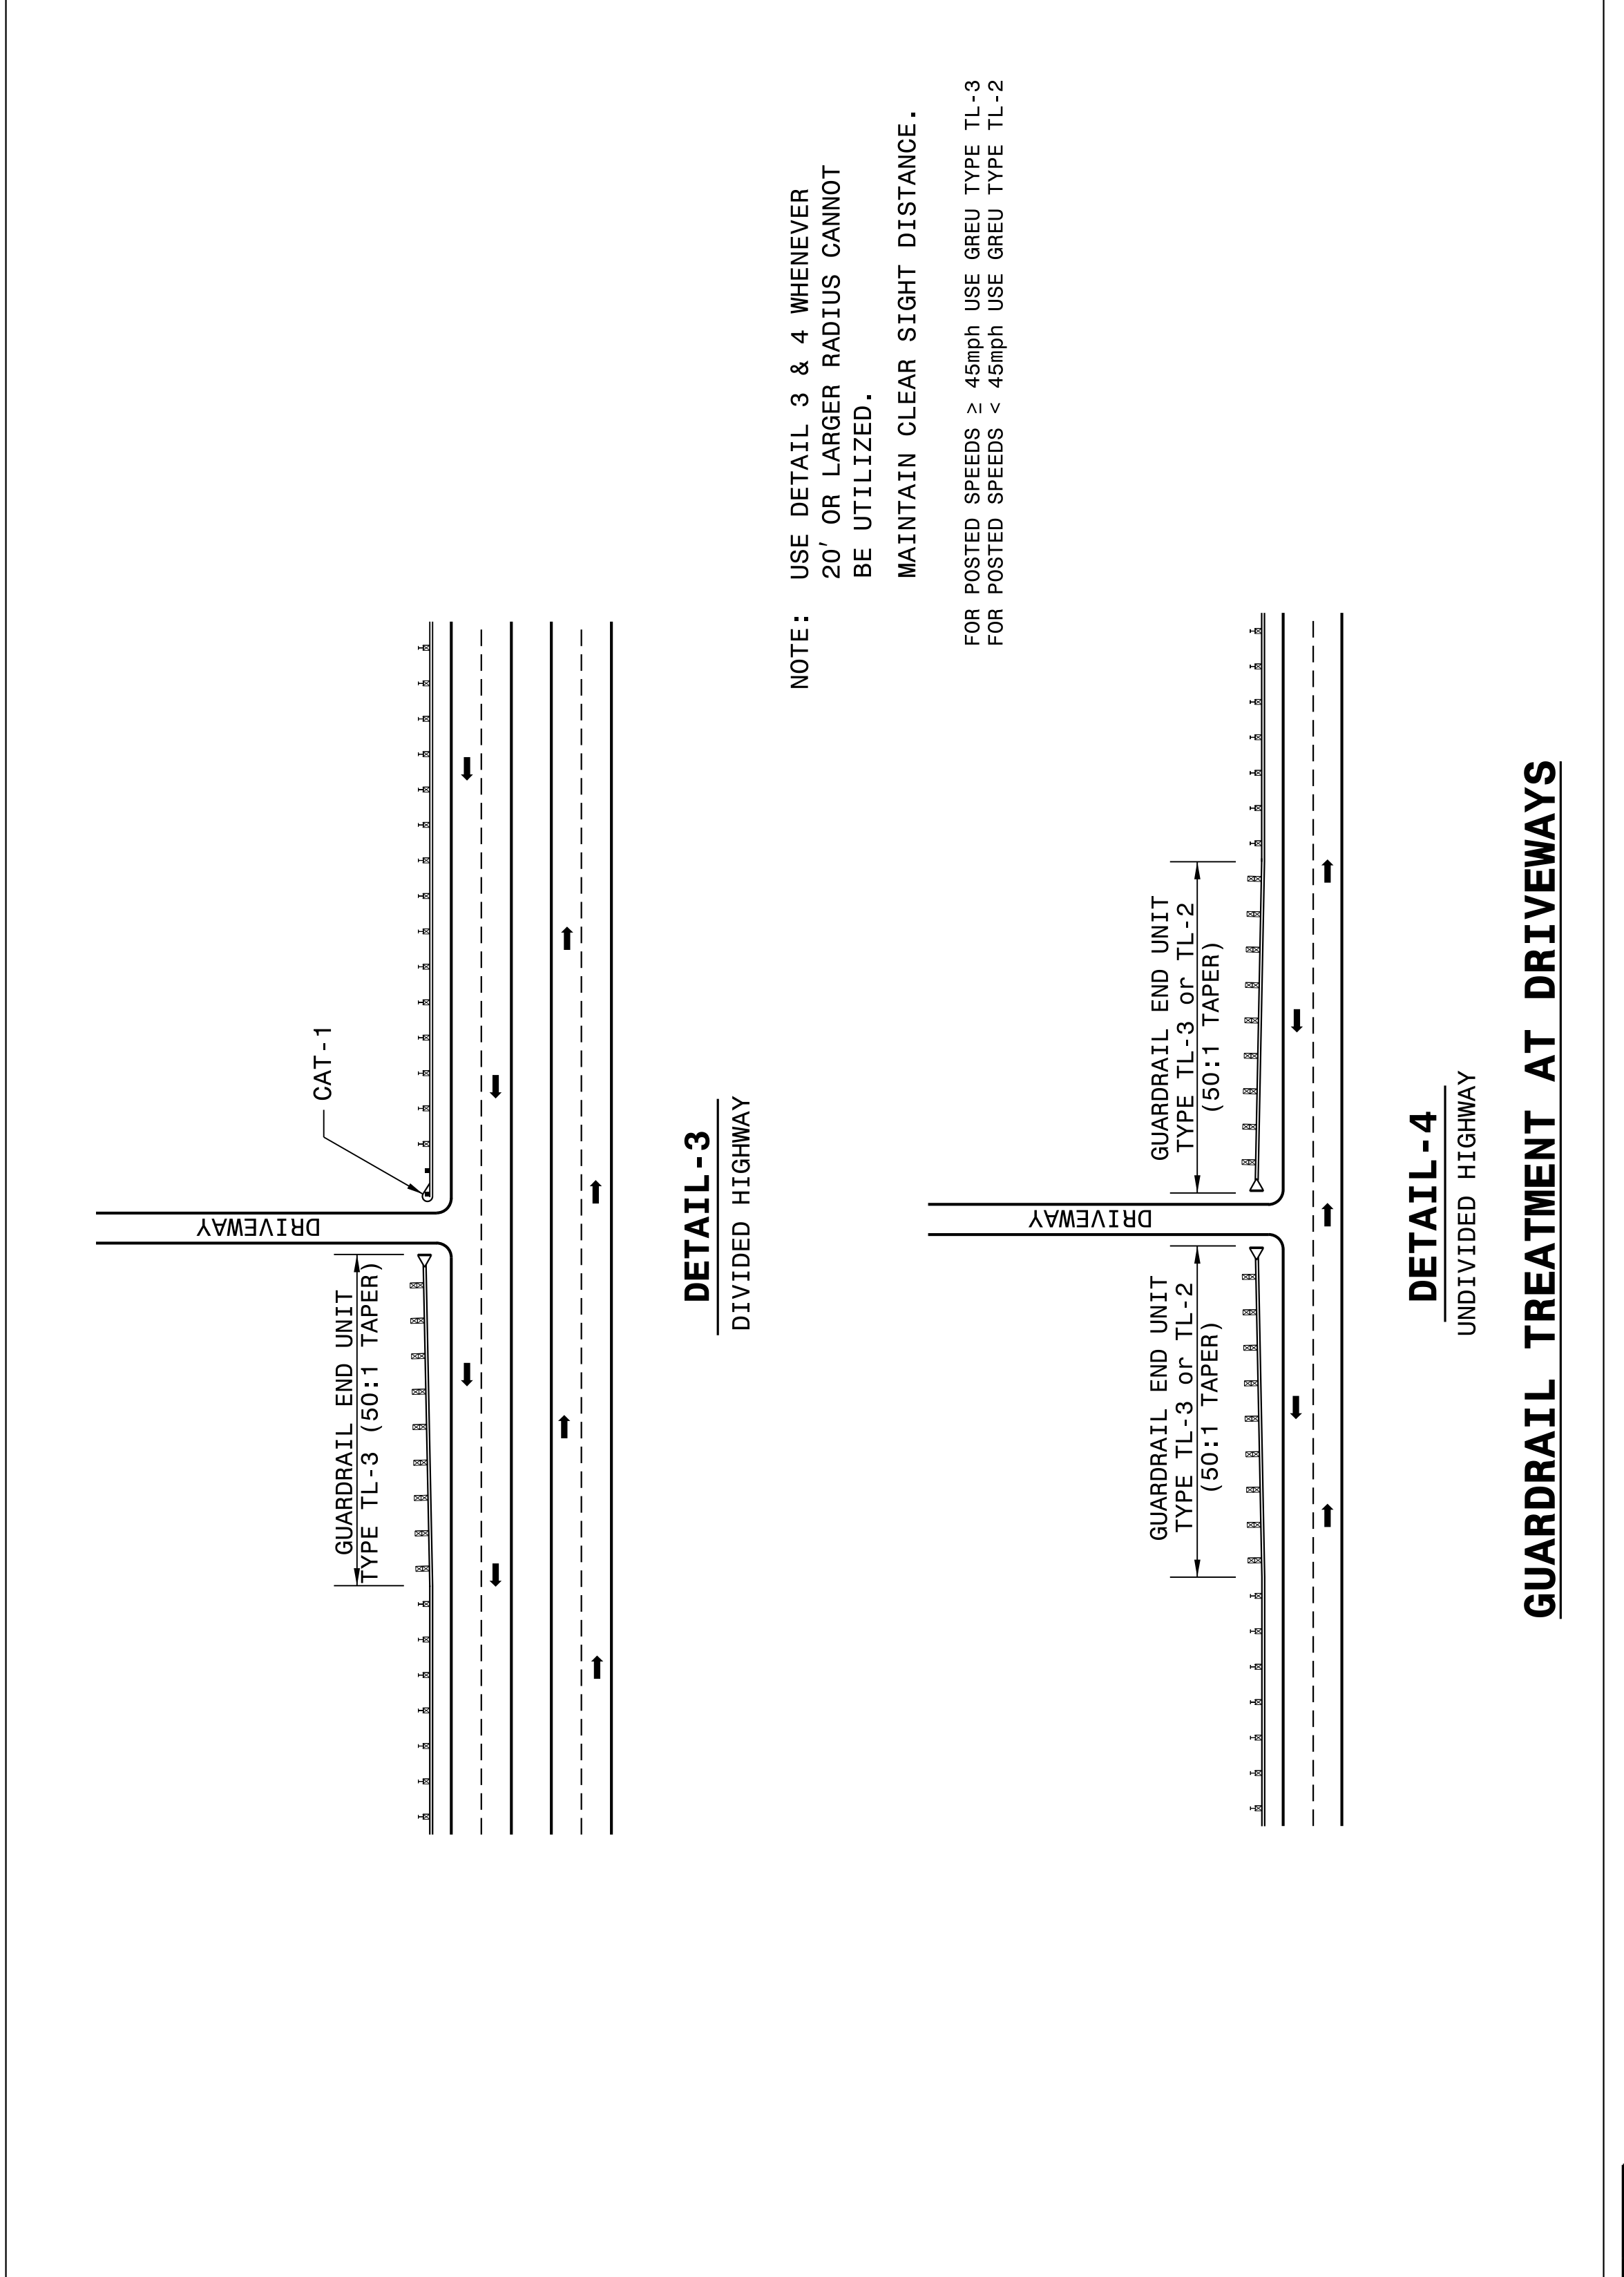 CAT-1
GUARDRAIL END UNIT
TYPE TL-3 (50:1 TAPER)
DRIVEWAY
DETAIL-3
DIVIDED HIGHWAY
NOTE: USE DETAIL 3 & 4 WHENEVER
20' OR LARGER RADIUS CANNOT
BE UTILIZED.
MAINTAIN CLEAR SIGHT DISTANCE.
FOR POSTED SPEEDS ≥ 45mph USE GREU TYPE TL-3
FOR POSTED SPEEDS < 45mph USE GREU TYPE TL-2
DRIVEWAY
GUARDRAIL END UNIT
TYPE TL-3 or TL-2
(50:1 TAPER)
GUARDRAIL END UNIT
TYPE TL-3 or TL-2
(50:1 TAPER)
DETAIL-4
UNDIVIDED HIGHWAY
GUARDRAIL TREATMENT AT DRIVEWAYS